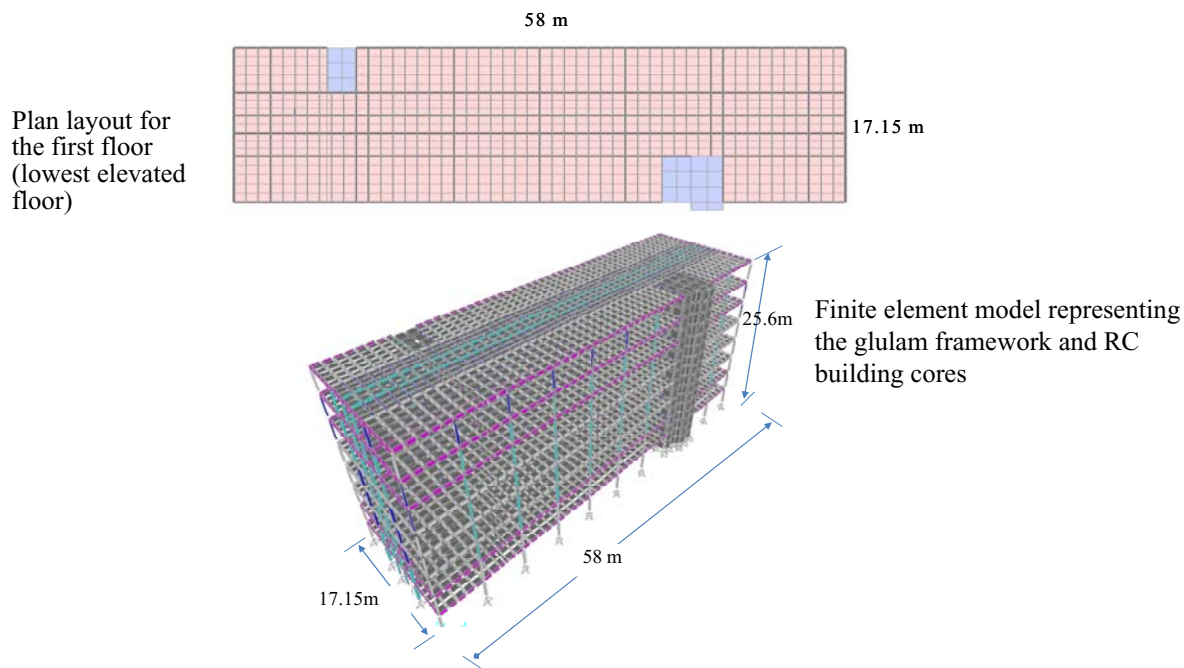 58 m
Plan layout for
the first floor
(lowest elevated
floor)
17.15 m
25.6m
Finite element model representing
the glulam framework and RC
building cores
58 m
17.15m